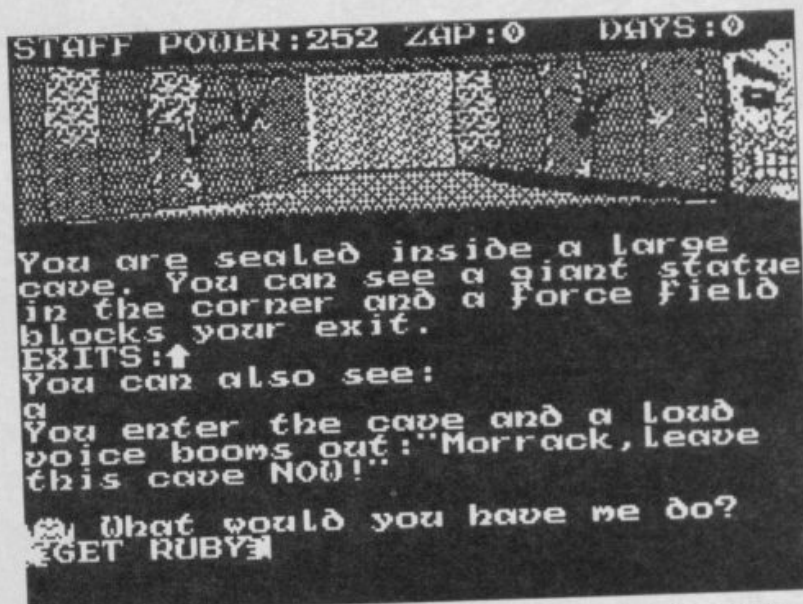 STAFF POWER:252 ZAP:0 DAYS:0
You are sealed inside a large
cave. You can see a giant statue
in the corner and a force field
blocks your exit.
EXITS:⬆
You can also see:
a
You enter the cave and a loud
voice booms out:"Morrack,leave
this cave NOW!"
What would you have me do?
GET RUBY